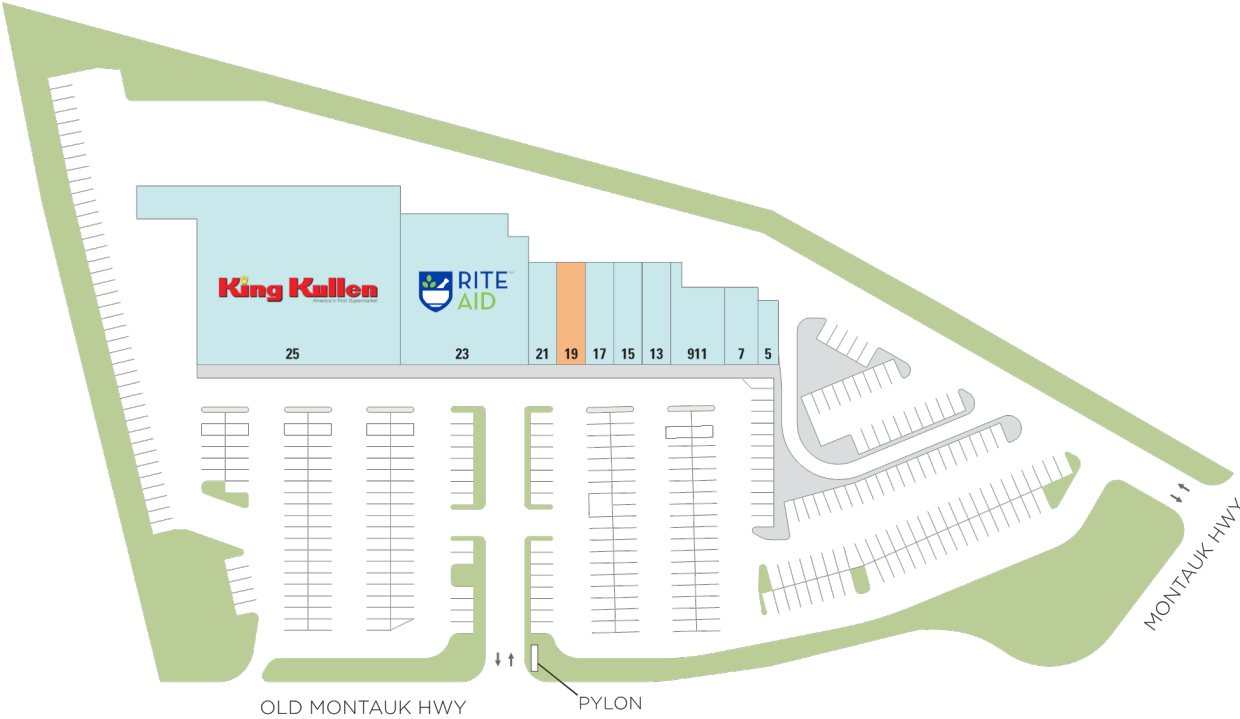 King Kullen
America's First Supermarket
RITE
AID
25
23
21
19
17
15
13
911
7
5
MONTAUK HWY
PYLON
OLD MONTAUK HWY